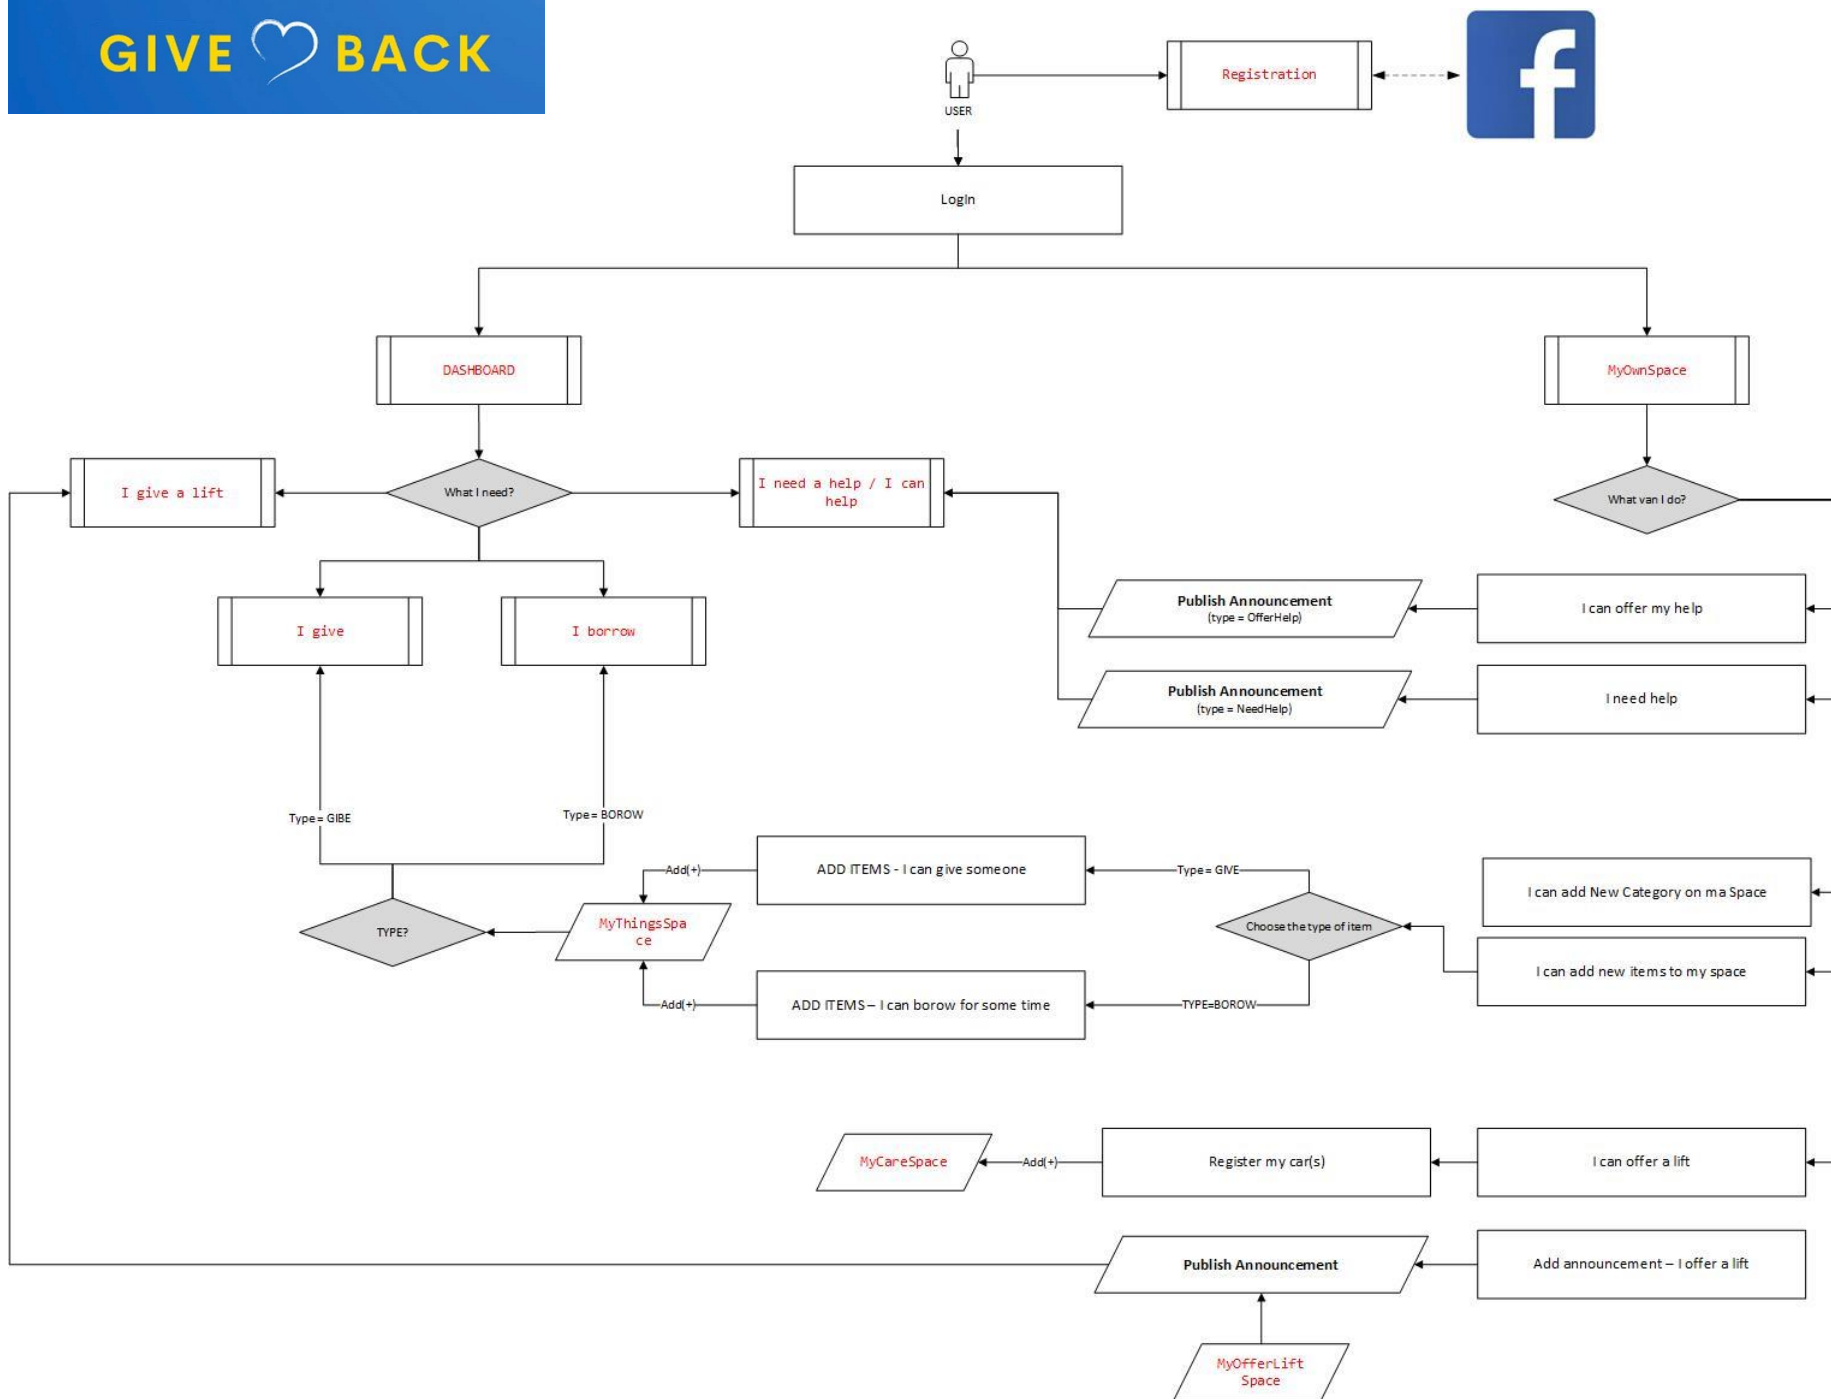 GIVE BACK
USER
Registration
LogIn
DASHBOARD
MyOwnSpace
I give a lift
What I need?
I need a help / I can
help
What van I do?
I give
I borrow
Publish Announcement
(type = OfferHelp)
I can offer my help
Publish Announcement
(type = NeedHelp)
I need help
Type= GIBE
Type= BOROW
Add(+)
ADD ITEMS - I can give someone
Type= GIVE
I can add New Category on ma Space
TYPE?
MyThingsSpa
ce
Choose the type of item
I can add new items to my space
Add(+)
ADD ITEMS – I can borow for some time
TYPE=BOROW
MyCareSpace
Add(+)
Register my car(s)
I can offer a lift
Publish Announcement
Add announcement – I offer a lift
MyOfferLift
Space